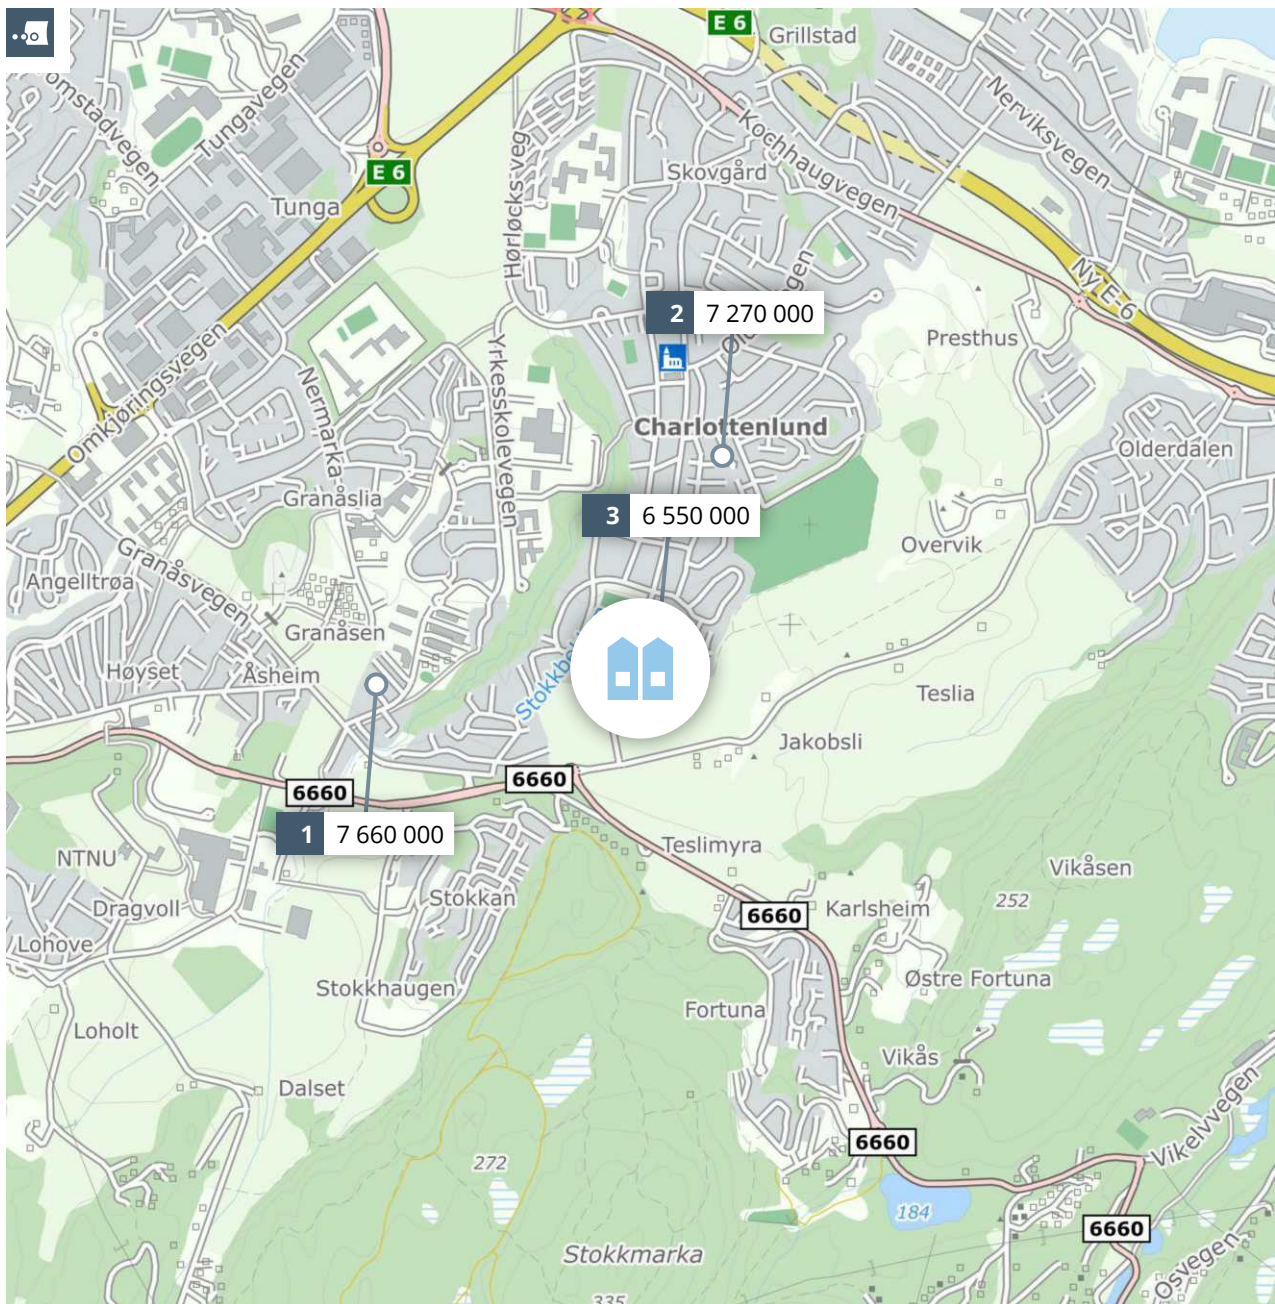 E 6
Grillstad
Tungavegen
Nerviksvegen
Kochhaugvegen
E 6
Skovgård
Tunga
Hørløcks veg
Ny E-6
2 7 270 000
Presthus
Omkjøringsvegen
Nermarka
Yrkesskolevegen
Charlottenlund
Olderdalen
Granåslia
3 6 550 000
Overvik
Granåsvegen
Angelltrøa
Granåsen
Høyset
Åsheim
Teslia
Jakobsli
6660
6660
1 7 660 000
Teslimyra
NTNU
Dragvoll
Vikåsen
Stokkan
252
6660
Karlsheim
Lohove
Østre Fortuna
Stokkhaugen
Fortuna
Loholt
Vikås
Dalset
6660
Vikelvvegen
272
184
6660
Stokkmarka
Osvegen
335